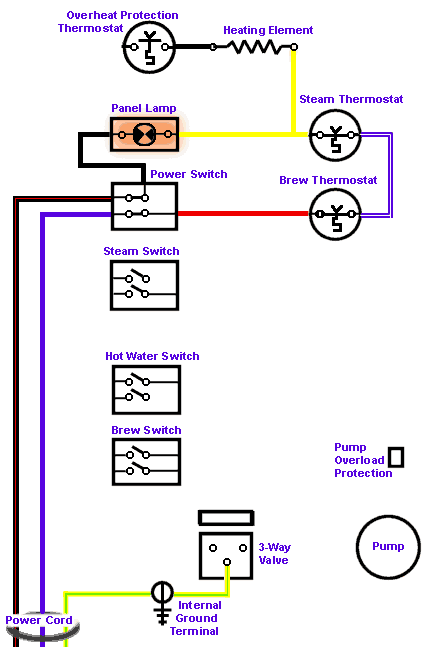 Overheat Protection
Thermostat
Heating Element
Panel Lamp
Steam Thermostat
Power Switch
Brew Thermostat
Steam Switch
Hot Water Switch
Brew Switch
Pump
Overload
Protection
3-Way
Valve
Pump
Internal
Ground
Terminal
Power Cord